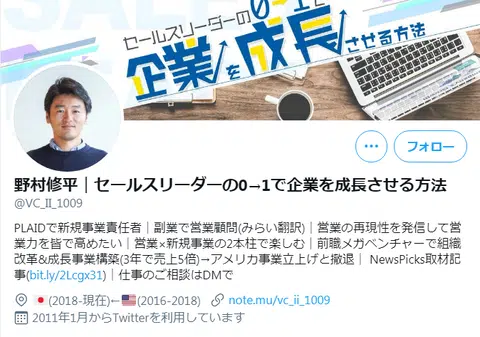 セールスリーダーの0→1で
企業を成長させる方法
フォロー
野村修平｜セールスリーダーの0→1で企業を成長させる方法
@VC_II_1009
PLAIDで新規事業責任者｜副業で営業顧問(みらい翻訳)｜営業の再現性を発信して営
業力を皆で高めたい｜営業×新規事業の2本柱で楽しむ｜前職メガベンチャーで組織
改革&成長事業構築(3年で売上5倍)→アメリカ事業立上げと撤退｜ NewsPicks取材記
事(bit.ly/2Lcgx31)｜仕事のご相談はDMで
(2018-現在)←(2016-2018) note.mu/vc_ii_1009
2011年1月からTwitterを利用しています